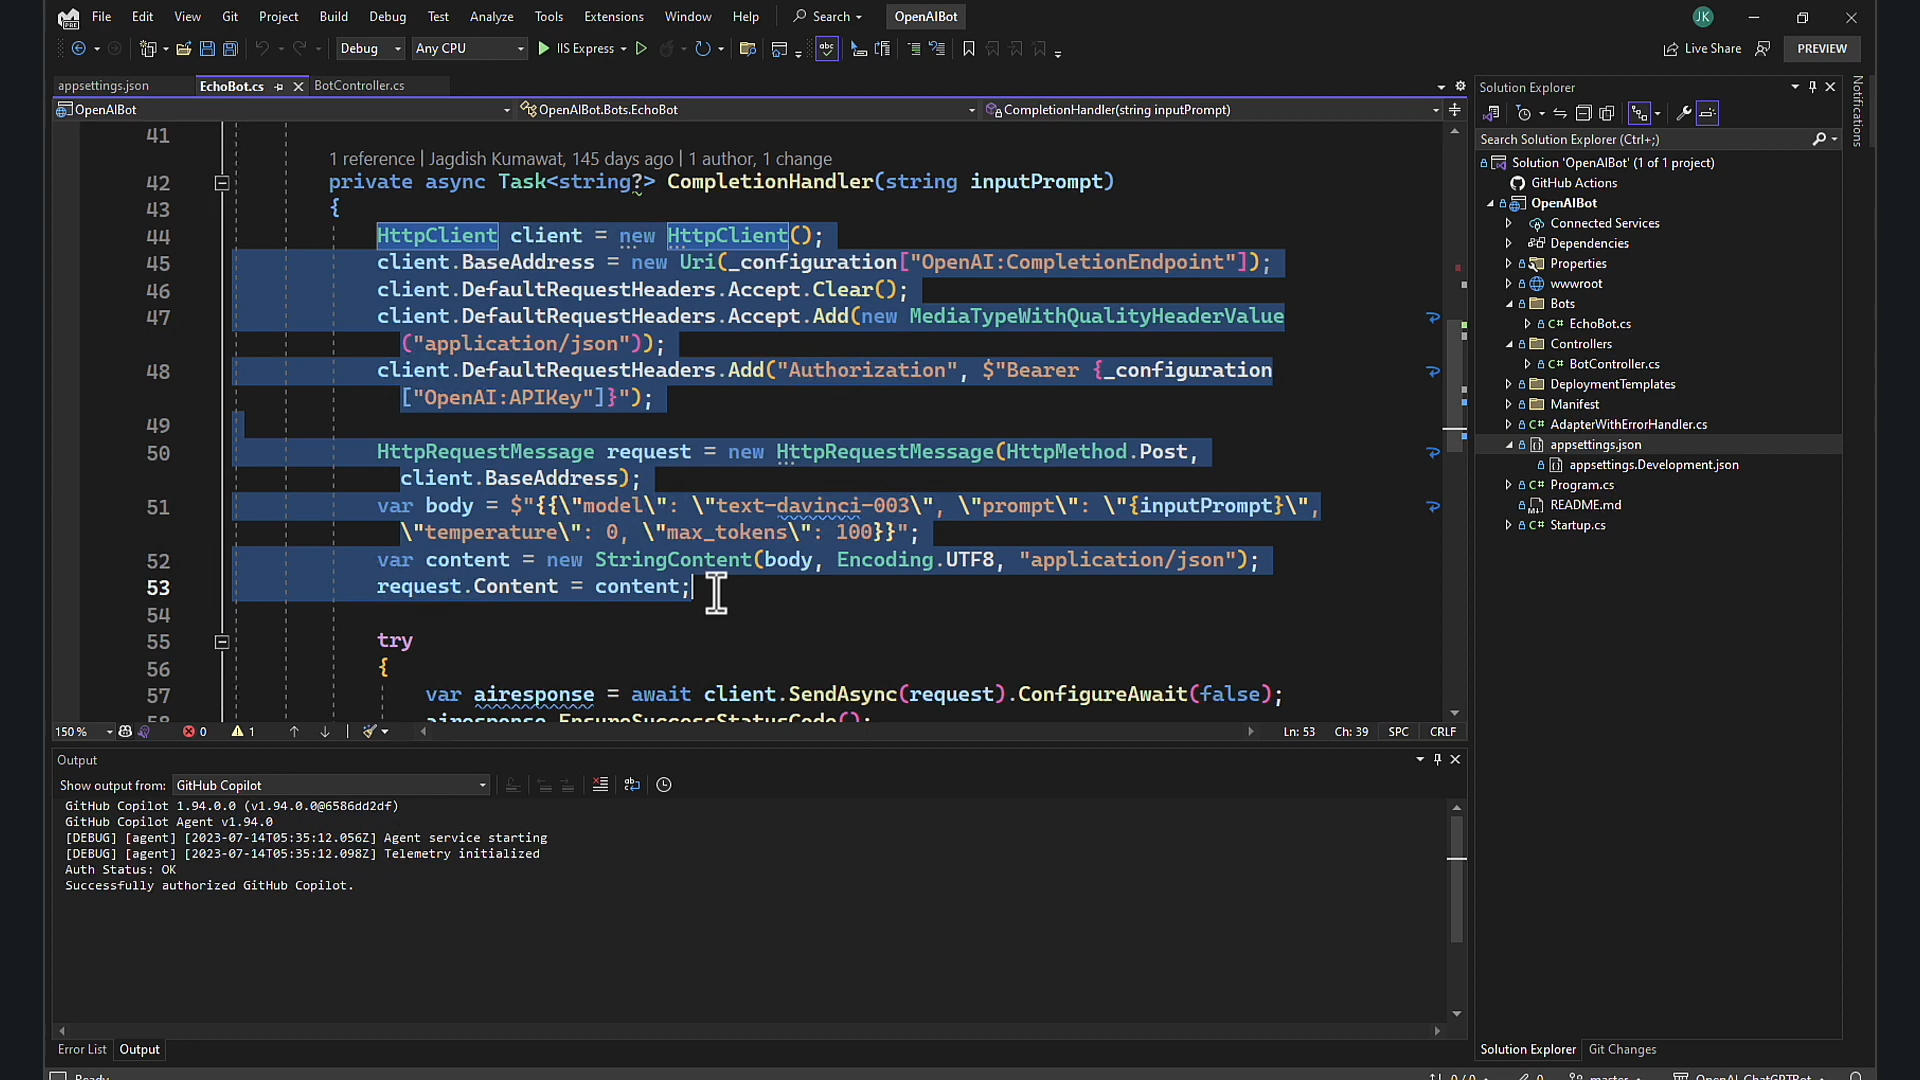 File Edit View Git Project Build Debug Test Analyze Tools Extensions Window Help Search OpenAIBot JK
Debug Any CPU IIS Express Live Share PREVIEW
appsettings.json EchoBot.cs BotController.cs
OpenAIBot OpenAIBot.Bots.EchoBot CompletionHandler(string inputPrompt)
41
1 reference | Jagdish Kumawat, 145 days ago | 1 author, 1 change
42 private async Task<string?> CompletionHandler(string inputPrompt)
43 {
44 HttpClient client = new HttpClient();
45 client.BaseAddress = new Uri(_configuration["OpenAI:CompletionEndpoint"]);
46 client.DefaultRequestHeaders.Accept.Clear();
47 client.DefaultRequestHeaders.Accept.Add(new MediaTypeWithQualityHeaderValue
("application/json"));
48 client.DefaultRequestHeaders.Add("Authorization", $"Bearer {_configuration
["OpenAI:APIKey"]}");
49
50 HttpRequestMessage request = new HttpRequestMessage(HttpMethod.Post,
client.BaseAddress);
51 var body = $"{{\"model\": \"text-davinci-003\", \"prompt\": \"{inputPrompt}\",
\"temperature\": 0, \"max_tokens\": 100}}";
52 var content = new StringContent(body, Encoding.UTF8, "application/json");
53 request.Content = content;
54
55 try
56 {
57 var airesponse = await client.SendAsync(request).ConfigureAwait(false);
58 airesponse.EnsureSuccessStatusCode();
150 % 0 1 Ln: 53 Ch: 39 SPC CRLF
Output
Show output from: GitHub Copilot
GitHub Copilot 1.94.0.0 (v1.94.0.0@6586dd2df)
GitHub Copilot Agent v1.94.0
[DEBUG] [agent] [2023-07-14T05:35:12.056Z] Agent service starting
[DEBUG] [agent] [2023-07-14T05:35:12.098Z] Telemetry initialized
Auth Status: OK
Successfully authorized GitHub Copilot.
Error List Output
Solution Explorer
Search Solution Explorer (Ctrl+;)
Solution 'OpenAIBot' (1 of 1 project)
GitHub Actions
OpenAIBot
Connected Services
Dependencies
Properties
wwwroot
Bots
C# EchoBot.cs
Controllers
C# BotController.cs
DeploymentTemplates
Manifest
C# AdapterWithErrorHandler.cs
appsettings.json
appsettings.Development.json
C# Program.cs
README.md
C# Startup.cs
Solution Explorer Git Changes
Notifications
Ready 0 / 0 0 master OpenAI ChatGPTBot